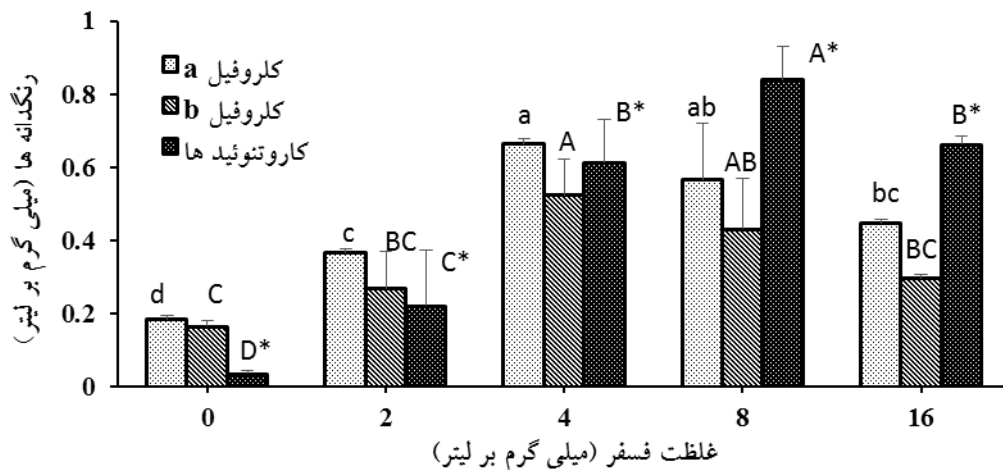 رنگدانه ها (میلی گرم بر لیتر)
1
0.8
0.6
0.4
0.2
0
کلروفیل a
کلروفیل b
کاروتنوئید ها
d C D*
c BC C*
a A B*
ab AB A*
bc BC B*
0 2 4 8 16
غلظت فسفر (میلی گرم بر لیتر)